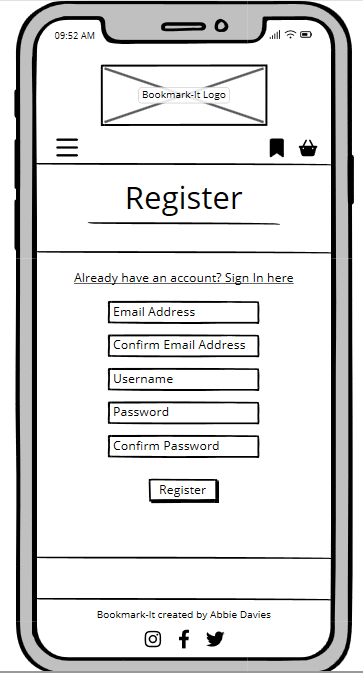 09:52 AM
Bookmark-It Logo
Register
Already have an account? Sign In here
Email Address
Confirm Email Address
Username
Password
Confirm Password
Register
Bookmark-It created by Abbie Davies